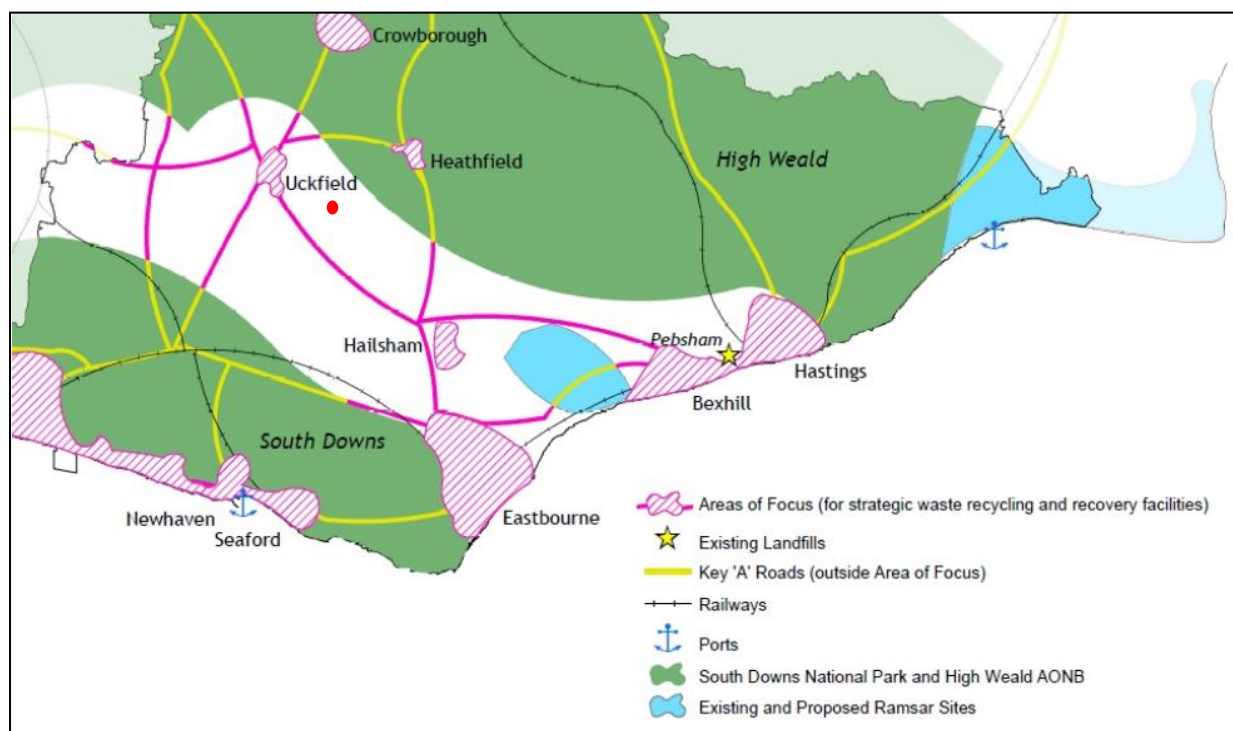 Crowborough
High Weald
Heathfield
Uckfield
Hailsham
Pebsham
Hastings
Bexhill
South Downs
Eastbourne
Newhaven
Seaford
Areas of Focus (for strategic waste recycling and recovery facilities)
Existing Landfills
Key 'A' Roads (outside Area of Focus)
Railways
Ports
South Downs National Park and High Weald AONB
Existing and Proposed Ramsar Sites